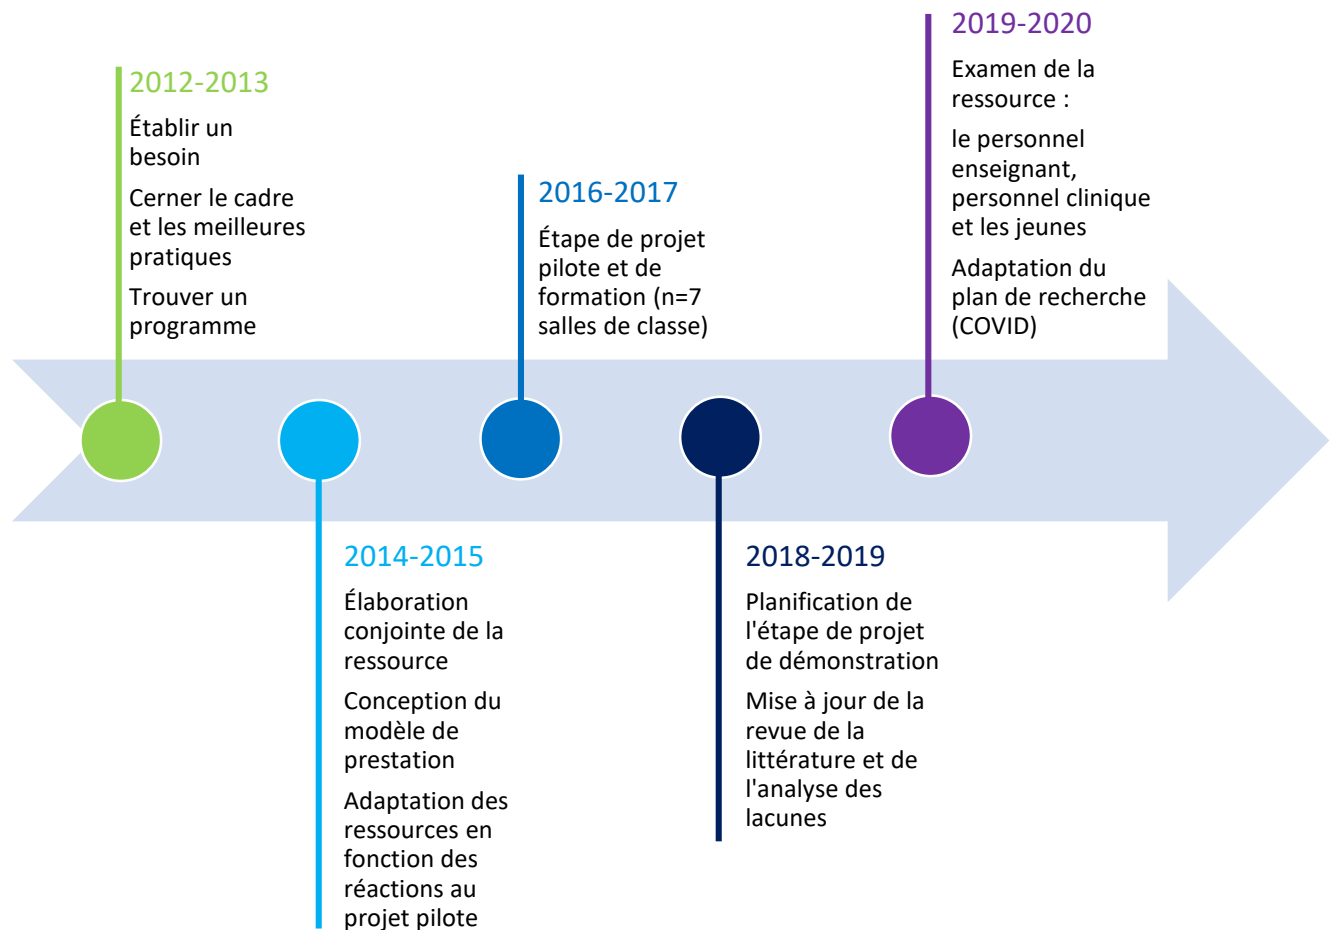 2012-2013
Établir un
besoin
Cerner le cadre
et les meilleures
pratiques
Trouver un
programme
2014-2015
Élaboration
conjointe de la
ressource
Conception du
modèle de
prestation
Adaptation des
ressources en
fonction des
réactions au
projet pilote
2016-2017
Étape de projet
pilote et de
formation (n=7
salles de classe)
2018-2019
Planification de
l'étape de projet
de démonstration
Mise à jour de la
revue de la
littérature et de
l'analyse des
lacunes
2019-2020
Examen de la
ressource :
le personnel
enseignant,
personnel clinique
et les jeunes
Adaptation du
plan de recherche
(COVID)